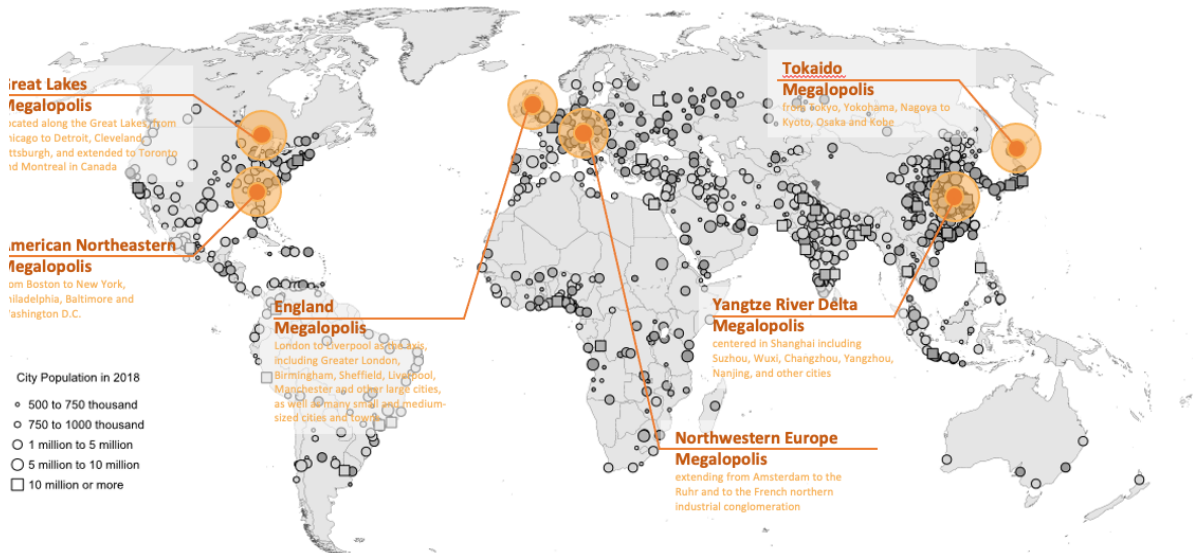 Great Lakes
Megalopolis
located along the Great Lakes, from
Chicago to Detroit, Cleveland,
Pittsburgh, and extended to Toronto
and Montreal in Canada
American Northeastern
Megalopolis
from Boston to New York,
Philadelphia, Baltimore and
Washington D.C.
England
Megalopolis
London to Liverpool as the axis,
including Greater London,
Birmingham, Sheffield, Liverpool,
Manchester and other large cities,
as well as many small and medium-
sized cities and towns
Tokaido
Megalopolis
from Tokyo, Yokohama, Nagoya to
Kyoto, Osaka and Kobe
Yangtze River Delta
Megalopolis
centered in Shanghai including
Suzhou, Wuxi, Changzhou, Yangzhou,
Nanjing, and other cities
Northwestern Europe
Megalopolis
extending from Amsterdam to the
Ruhr and to the French northern
industrial conglomeration
City Population in 2018
500 to 750 thousand
750 to 1000 thousand
1 million to 5 million
5 million to 10 million
10 million or more